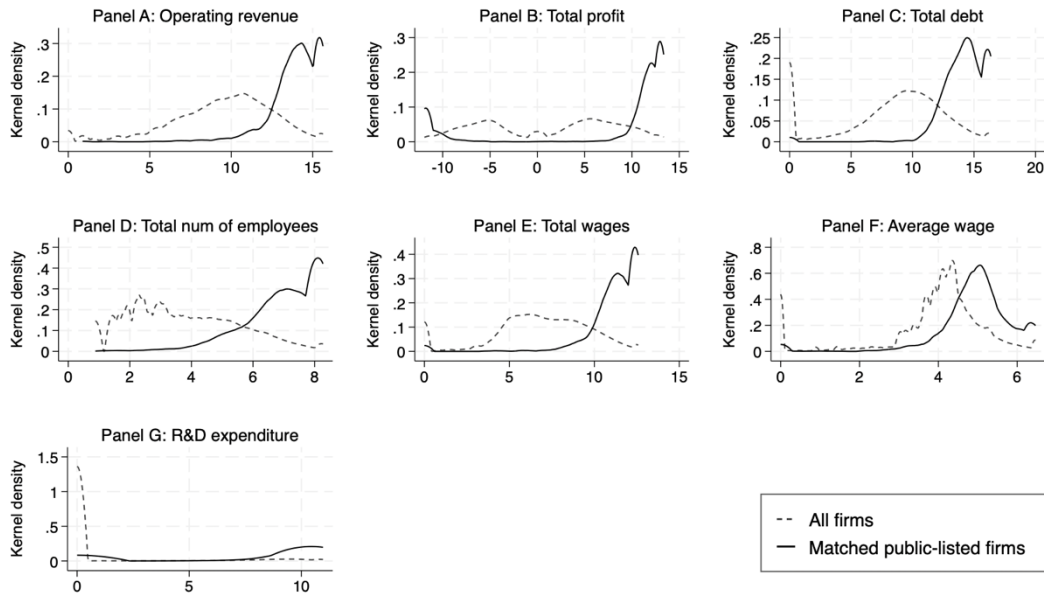 Panel A: Operating revenue
Kernel density
.3
.2
.1
0
0 5 10 15
Panel B: Total profit
Kernel density
.3
.2
.1
0
-10 -5 0 5 10 15
Panel C: Total debt
Kernel density
.25
.2
.15
.1
.05
0
0 5 10 15 20
Panel D: Total num of employees
Kernel density
.5
.4
.3
.2
.1
0
0 2 4 6 8
Panel E: Total wages
Kernel density
.4
.3
.2
.1
0
0 5 10 15
Panel F: Average wage
Kernel density
.8
.6
.4
.2
0
0 2 4 6
Panel G: R&D expenditure
Kernel density
1.5
1
.5
0
0 5 10
All firms
Matched public-listed firms